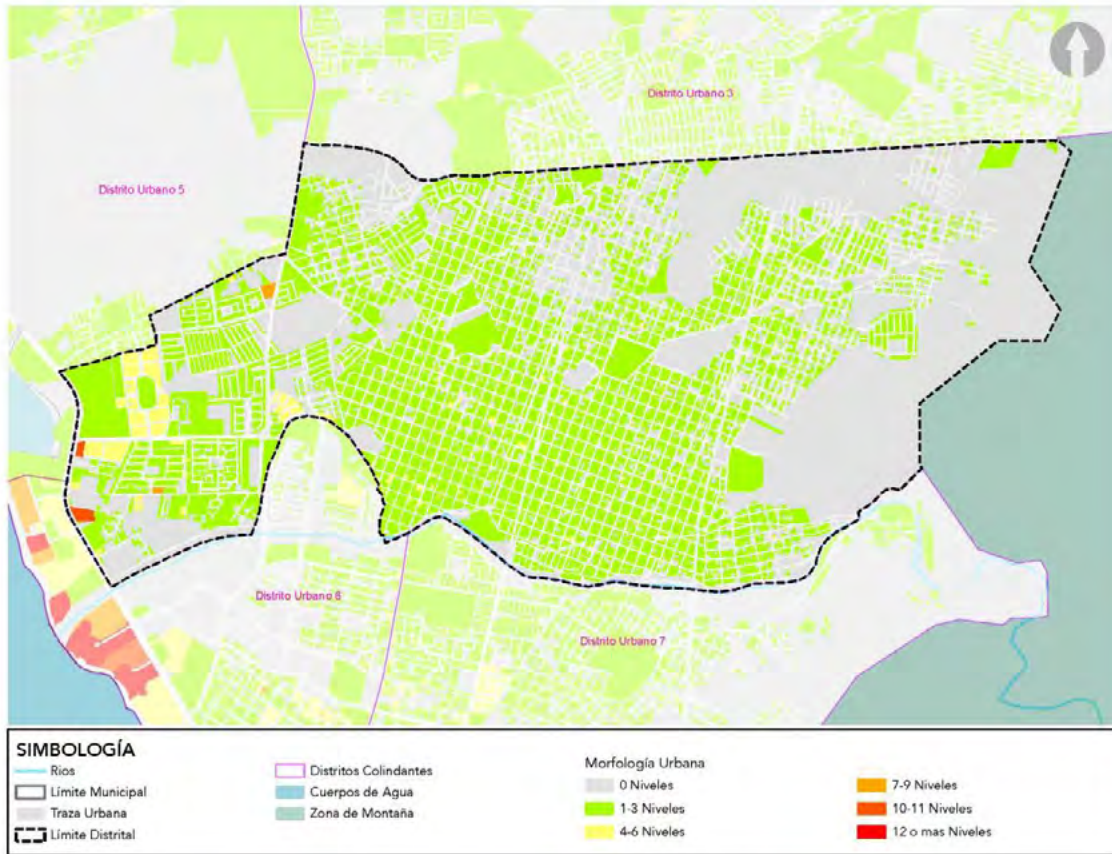 Distrito Urbano 3
Distrito Urbano 5
Distrito Urbano 6
Distrito Urbano 7
SIMBOLOGÍA
Rios
Límite Municipal
Traza Urbana
Límite Distrital
Distritos Colindantes
Cuerpos de Agua
Zona de Montaña
Morfología Urbana
0 Niveles
1-3 Niveles
4-6 Niveles
7-9 Niveles
10-11 Niveles
12 o mas Niveles